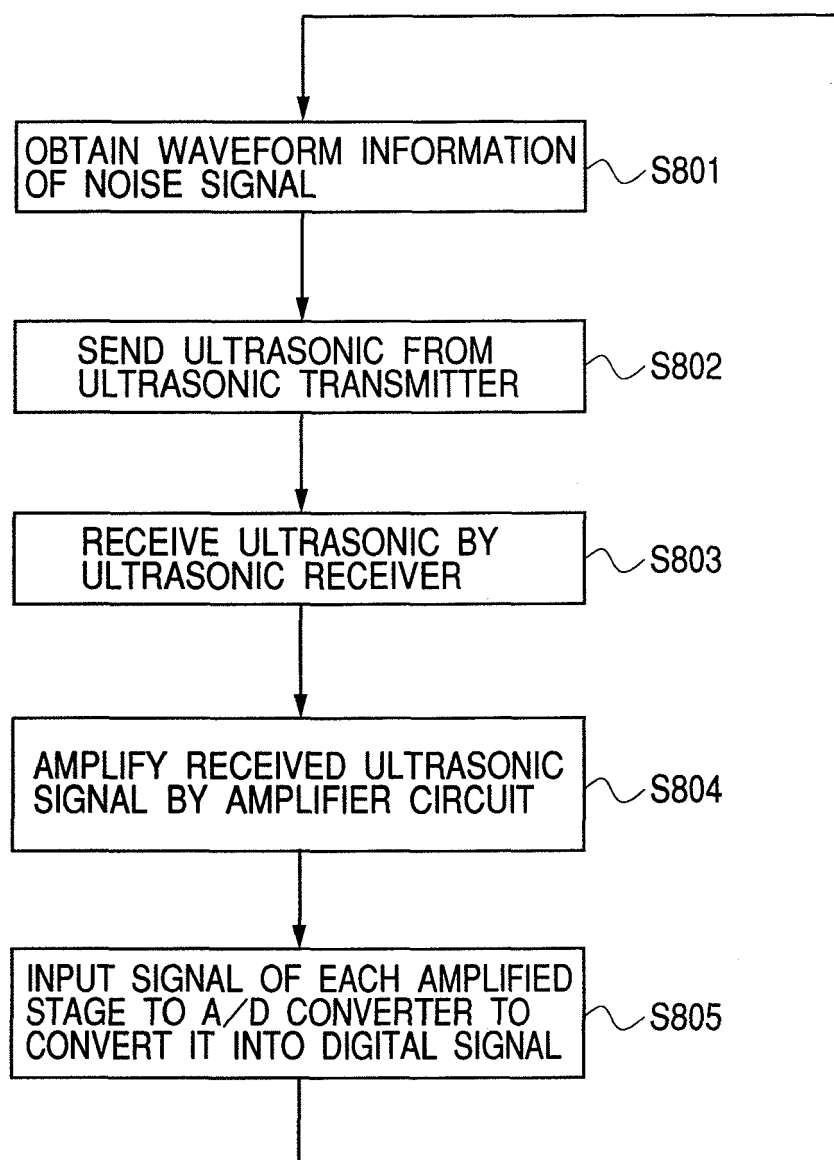 OBTAIN WAVEFORM INFORMATION
OF NOISE SIGNAL
S801
SEND ULTRASONIC FROM
ULTRASONIC TRANSMITTER
S802
RECEIVE ULTRASONIC BY
ULTRASONIC RECEIVER
S803
AMPLIFY RECEIVED ULTRASONIC
SIGNAL BY AMPLIFER CIRCUIT
S804
INPUT SIGNAL OF EACH AMPLIFIED
STAGE TO A/D CONVERTER TO
CONVERT IT INTO DIGITAL SIGNAL
S805